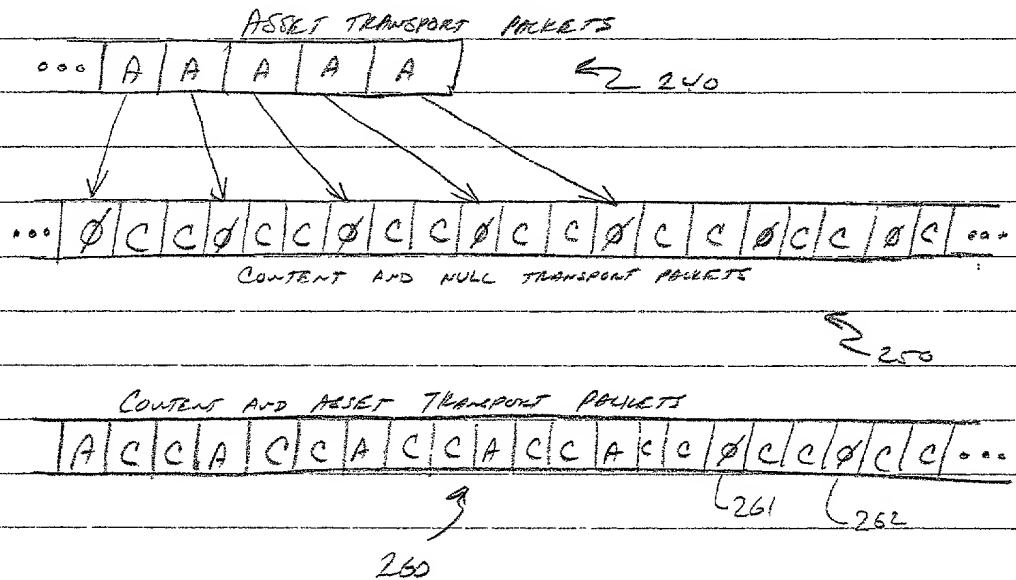 ASSET TRANSPORT PACKETS
... A A A A A 240
... Ø C C Ø C C Ø C C Ø C C Ø C C Ø C C Ø C ...
CONTENT AND NULL TRANSPORT PACKETS
250
CONTENT AND ASSET TRANSPORT PACKETS
A C C A C C A C C A C C A C C Ø C C Ø C C ...
261 262
260